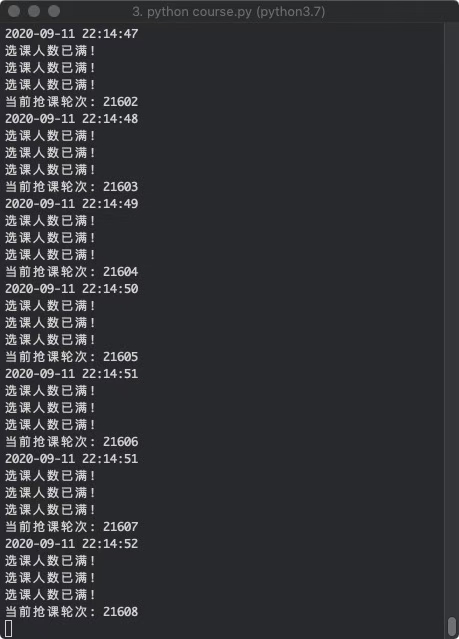 3. python course.py (python3.7)
2020-09-11 22:14:47
选课人数已满!
选课人数已满!
选课人数已满!
当前抢课轮次: 21602
2020-09-11 22:14:48
选课人数已满!
选课人数已满!
选课人数已满!
当前抢课轮次: 21603
2020-09-11 22:14:49
选课人数已满!
选课人数已满!
选课人数已满!
当前抢课轮次: 21604
2020-09-11 22:14:50
选课人数已满!
选课人数已满!
选课人数已满!
当前抢课轮次: 21605
2020-09-11 22:14:51
选课人数已满!
选课人数已满!
选课人数已满!
当前抢课轮次: 21606
2020-09-11 22:14:51
选课人数已满!
选课人数已满!
选课人数已满!
当前抢课轮次: 21607
2020-09-11 22:14:52
选课人数已满!
选课人数已满!
选课人数已满!
当前抢课轮次: 21608